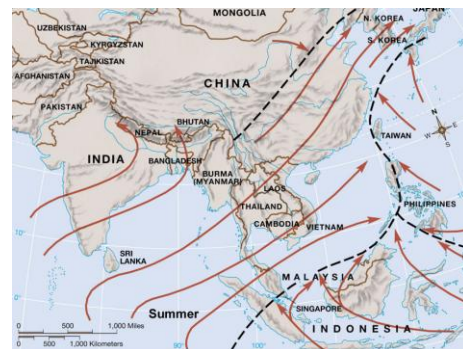 MONGOLIA
N. KOREA
JAPAN
S. KOREA
UZBEKISTAN
KYRGYZSTAN
TAJIKISTAN
AFGHANISTAN
CHINA
PAKISTAN
NEPAL
BHUTAN
TAIWAN
INDIA
BANGLADESH
BURMA
(MYANMAR)
LAOS
THAILAND
CAMBODIA
VIETNAM
PHILIPPINES
SRI
LANKA
MALAYSIA
SINGAPORE
INDONESIA
Summer
0 500 1,000 Miles
0 500 1,000 Kilometers
N
W
E
S
90°